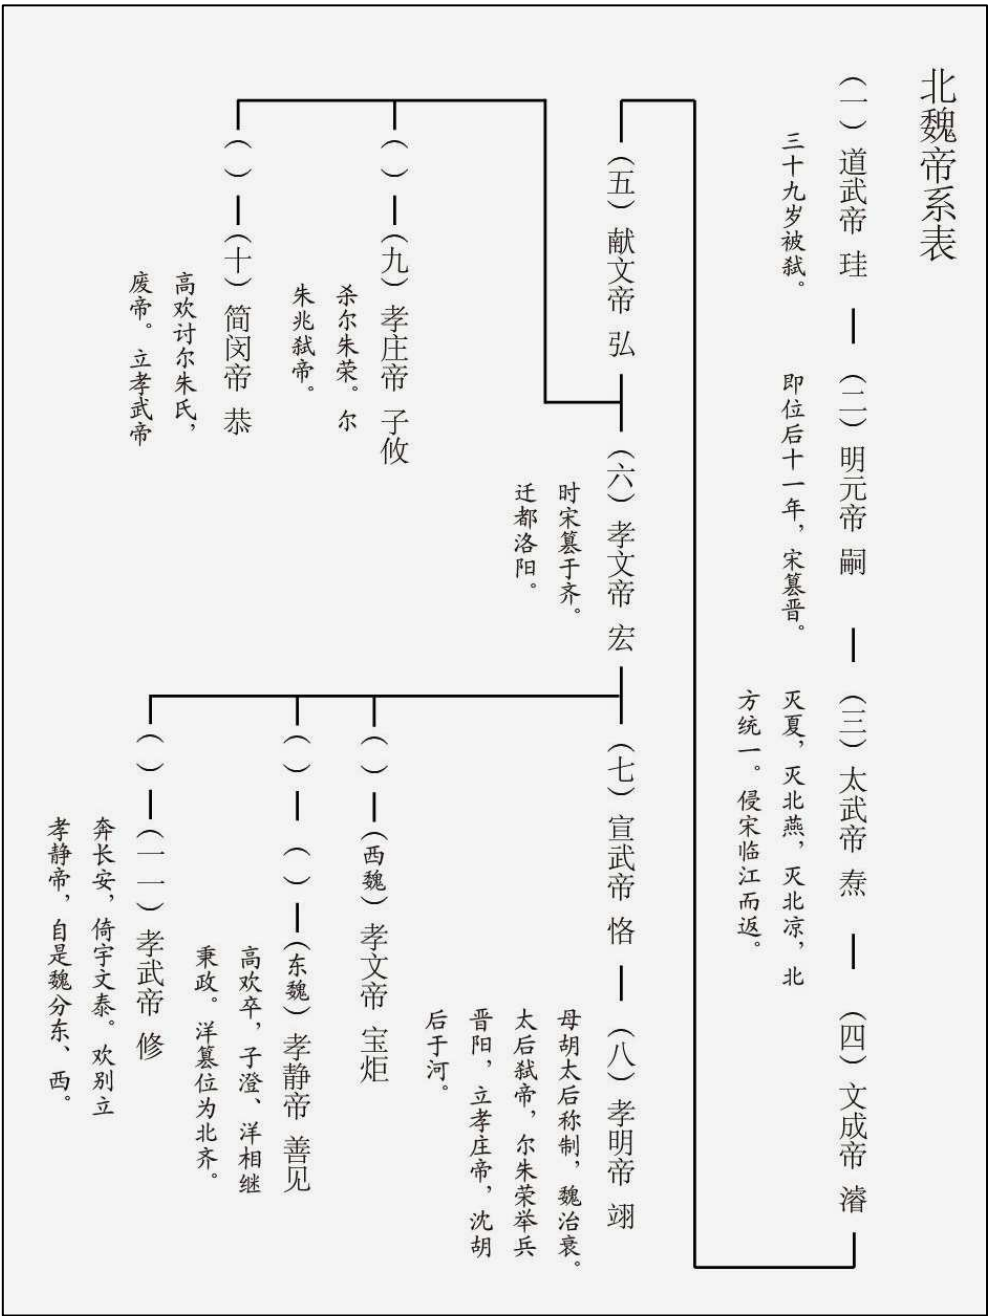 北魏帝系表
（一）道武帝 珪
三十九岁被弑。
（二）明元帝 嗣
即位后十一年，宋篡晋。
（三）太武帝 焘
灭夏，灭北燕，灭北凉，北
方统一。侵宋临江而返。
（四）文成帝 濬
（五）献文帝 弘
（六）孝文帝 宏
时宋篡于齐。
迁都洛阳。
（七）宣武帝 恪
（八）孝明帝 翊
母胡太后称制，魏治衰。
太后弑帝，尔朱荣举兵
晋阳，立孝庄帝，沈胡
后于河。
（ ）
（九）孝庄帝 子攸
杀尔朱荣。尔
朱兆弑帝。
（ ）
（十）简闵帝 恭
高欢讨尔朱氏，
废帝。立孝武帝
（ ）
（西魏）孝文帝 宝炬
（ ）
（ ）
（东魏）孝静帝 善见
高欢卒，子澄、洋相继
秉政。洋篡位为北齐。
（ ）
（一一）孝武帝 修
奔长安，倚宇文泰。欢别立
孝静帝，自是魏分东、西。